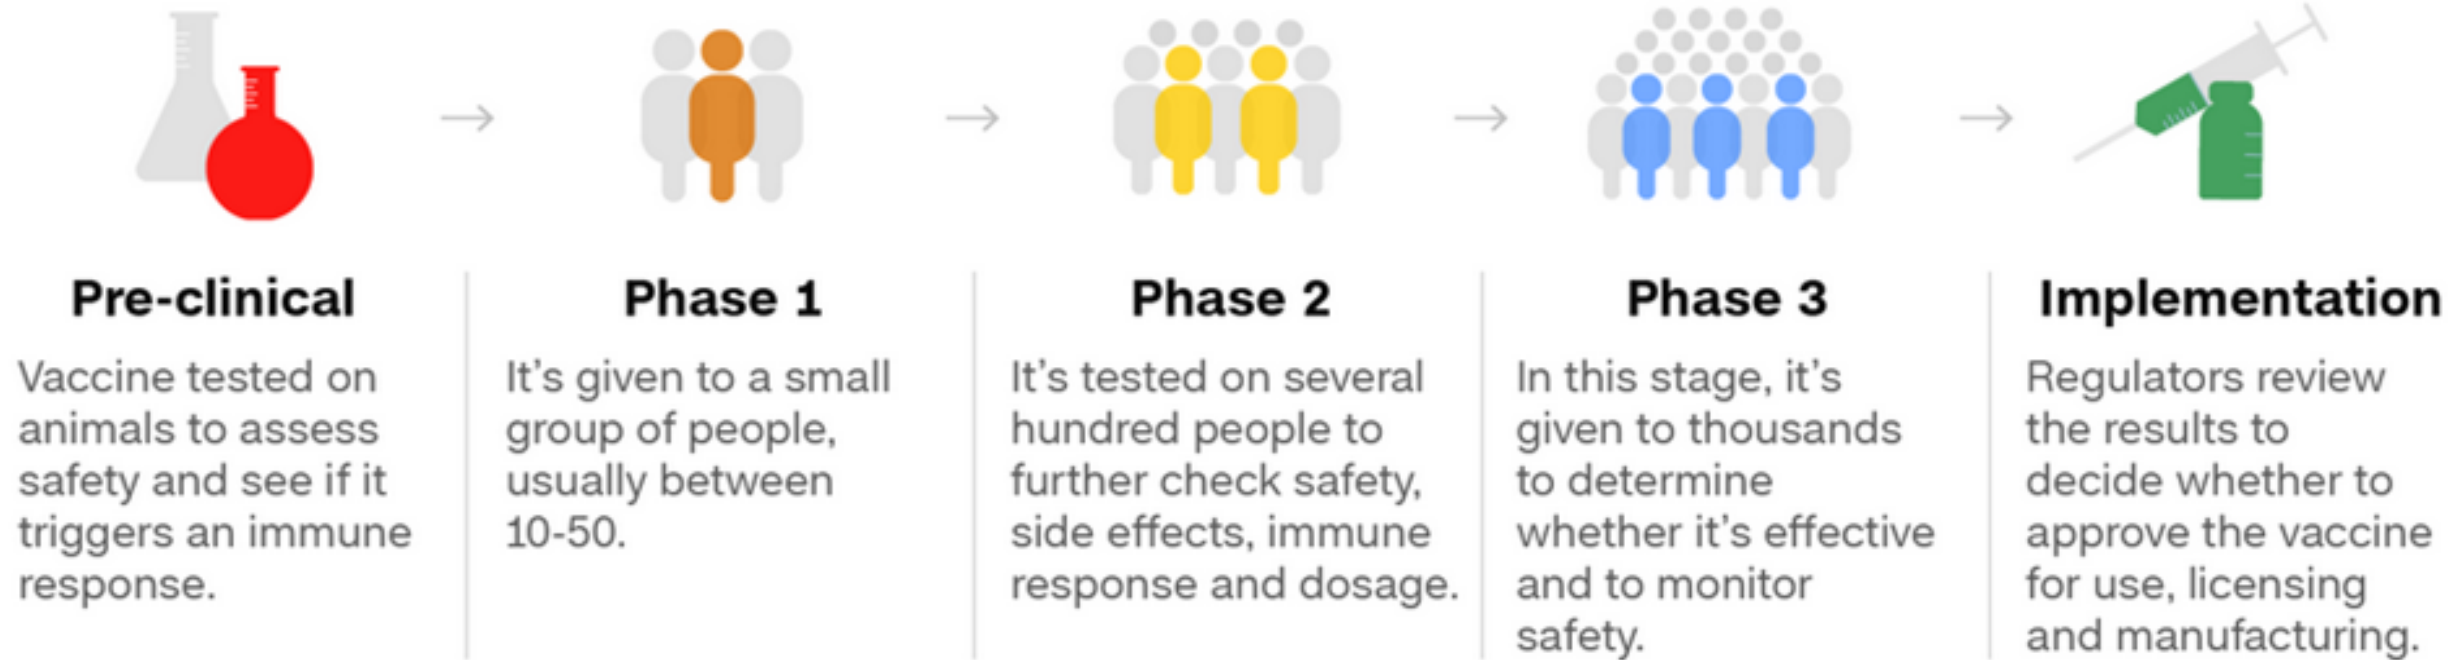 Pre-clinical
Vaccine tested on
animals to assess
safety and see if it
triggers an immune
response.
Phase 1
It's given to a small
group of people,
usually between
10-50.
Phase 2
It's tested on several
hundred people to
further check safety,
side effects, immune
response and dosage.
Phase 3
In this stage, it's
given to thousands
to determine
whether it's effective
and to monitor
safety.
Implementation
Regulators review
the results to
decide whether to
approve the vaccine
for use, licensing
and manufacturing.